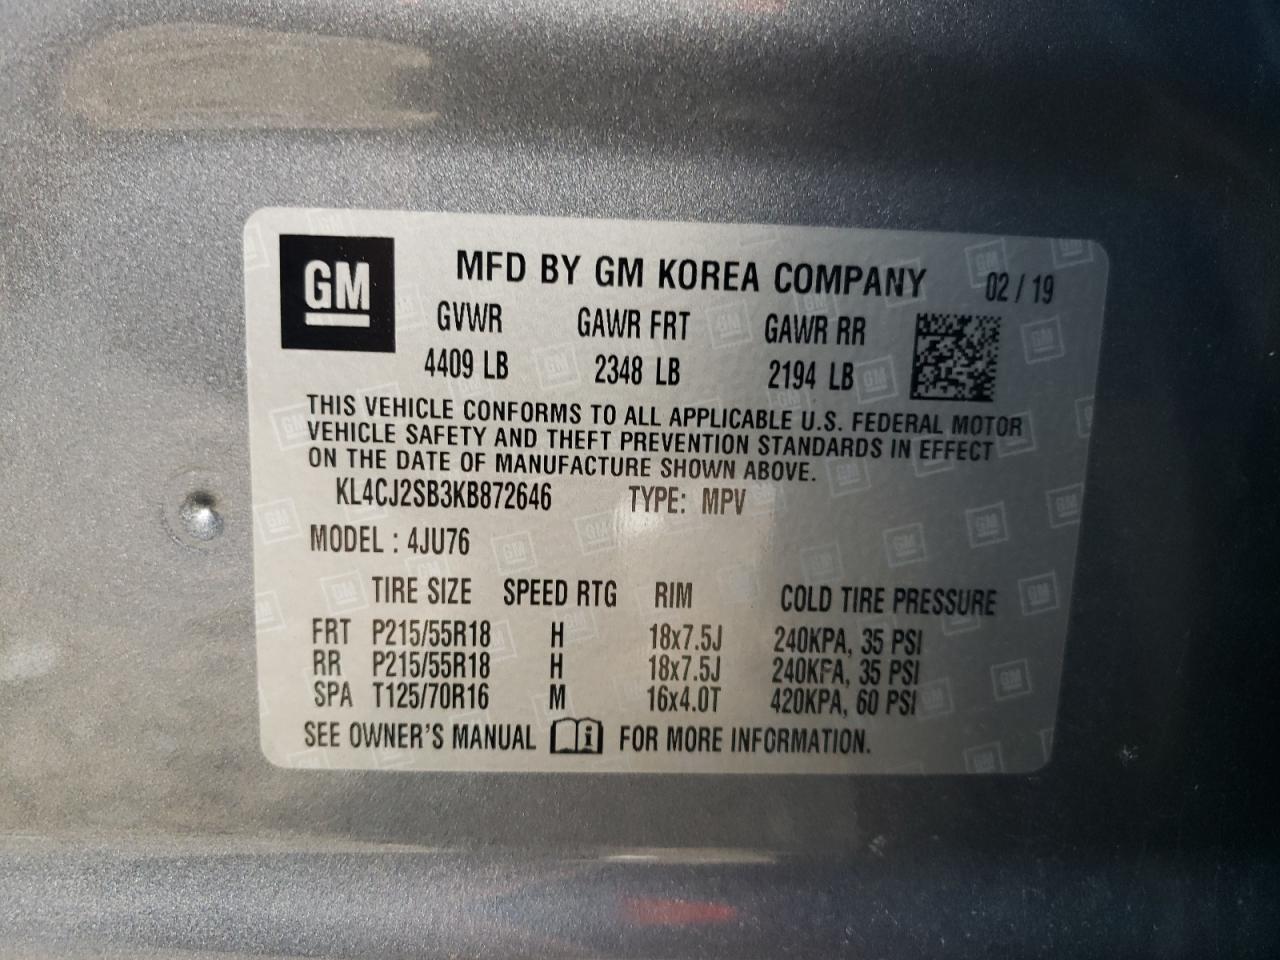 GM
MFD BY GM KOREA COMPANY 02 / 19
GVWR GAWR FRT GAWR RR
4409 LB 2348 LB 2194 LB
THIS VEHICLE CONFORMS TO ALL APPLICABLE U.S. FEDERAL MOTOR
VEHICLE SAFETY AND THEFT PREVENTION STANDARDS IN EFFECT
ON THE DATE OF MANUFACTURE SHOWN ABOVE.
KL4CJ2SB3KB872646 TYPE: MPV
MODEL : 4JU76
TIRE SIZE SPEED RTG RIM COLD TIRE PRESSURE
FRT P215/55R18 H 18x7.5J 240KPA, 35 PSI
RR P215/55R18 H 18x7.5J 240KPA, 35 PSI
SPA T125/70R16 M 16x4.0T 420KPA, 60 PSI
SEE OWNER'S MANUAL i FOR MORE INFORMATION.